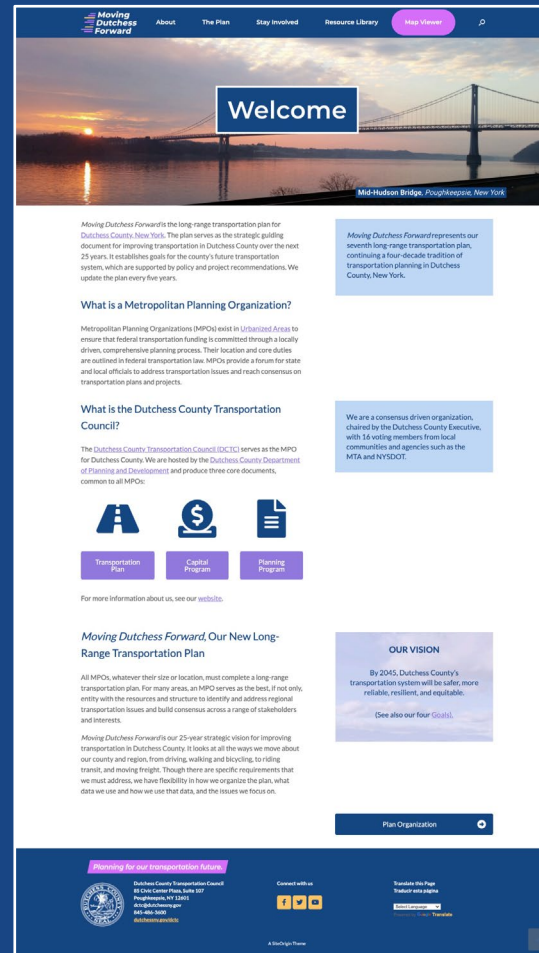 Moving
Dutchess
Forward
About
The Plan
Stay Involved
Resource Library
Map Viewer
Welcome
Mid-Hudson Bridge, Poughkeepsie, New York
Moving Dutchess Forward is the long-range transportation plan for
Dutchess County, New York. The plan serves as the strategic guiding
document for improving transportation in Dutchess County over the next
25 years. It establishes goals for the county's future transportation
system, which are supported by policy and project recommendations. We
update the plan every five years.
Moving Dutchess Forward represents our
seventh long-range transportation plan,
continuing a four-decade tradition of
transportation planning in Dutchess
County, New York.
What is a Metropolitan Planning Organization?
Metropolitan Planning Organizations (MPOs) exist in Urbanized Areas to
ensure that federal transportation funding is committed through a locally
driven, comprehensive planning process. Their location and core duties
are outlined in federal transportation law. MPOs provide a forum for state
and local officials to address transportation issues and reach consensus on
transportation plans and projects.
What is the Dutchess County Transportation
Council?
The Dutchess County Transportation Council (DCTC) serves as the MPO
for Dutchess County. We are hosted by the Dutchess County Department
of Planning and Development and produce three core documents,
common to all MPOs:
We are a consensus driven organization,
chaired by the Dutchess County Executive,
with 16 voting members from local
communities and agencies such as the
MTA and NYSDOT.
Transportation
Plan
Capital
Program
Planning
Program
For more information about us, see our website.
Moving Dutchess Forward, Our New Long-
Range Transportation Plan
All MPOs, whatever their size or location, must complete a long-range
transportation plan. For many areas, an MPO serves as the best, if not only,
entity with the resources and structure to identify and address regional
transportation issues and build consensus across a range of stakeholders
and interests.
Moving Dutchess Forward is our 25-year strategic vision for improving
transportation in Dutchess County. It looks at all the ways we move about
our county and region, from driving, walking and bicycling, to riding
transit, and moving freight. Though there are specific requirements that
we must address, we have flexibility in how we organize the plan, what
data we use and how we use that data, and the issues we focus on.
OUR VISION
By 2045, Dutchess County's
transportation system will be safer, more
reliable, resilient, and equitable.
(See also our four Goals).
Plan Organization
Planning for our transportation future.
Dutchess County Transportation Council
85 Civic Center Plaza, Suite 107
Poughkeepsie, NY 12601
dctc@dutchessny.gov
845-486-3600
dutchessny.gov/dctc
Connect with us
Translate this Page
Traducir esta página
Select Language
Translate
A SiteOrigin Theme